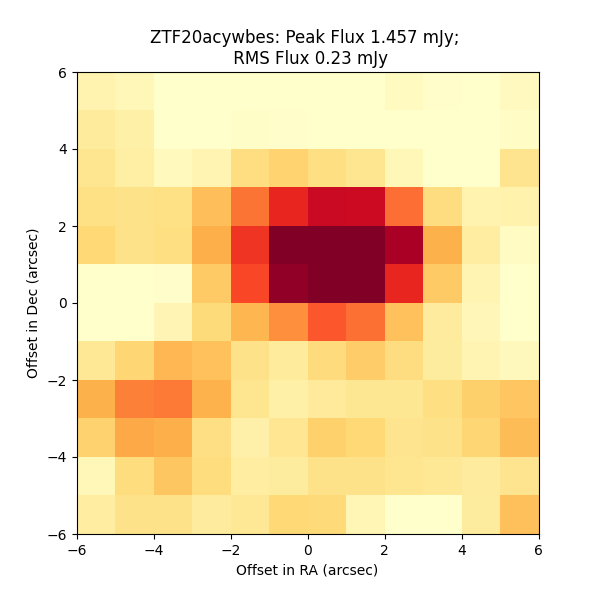 ZTF20acywbes: Peak Flux 1.457 mJy;
RMS Flux 0.23 mJy
6
4
2
0
−2
−4
−6
Offset in Dec (arcsec)
−6 −4 −2 0 2 4 6
Offset in RA (arcsec)